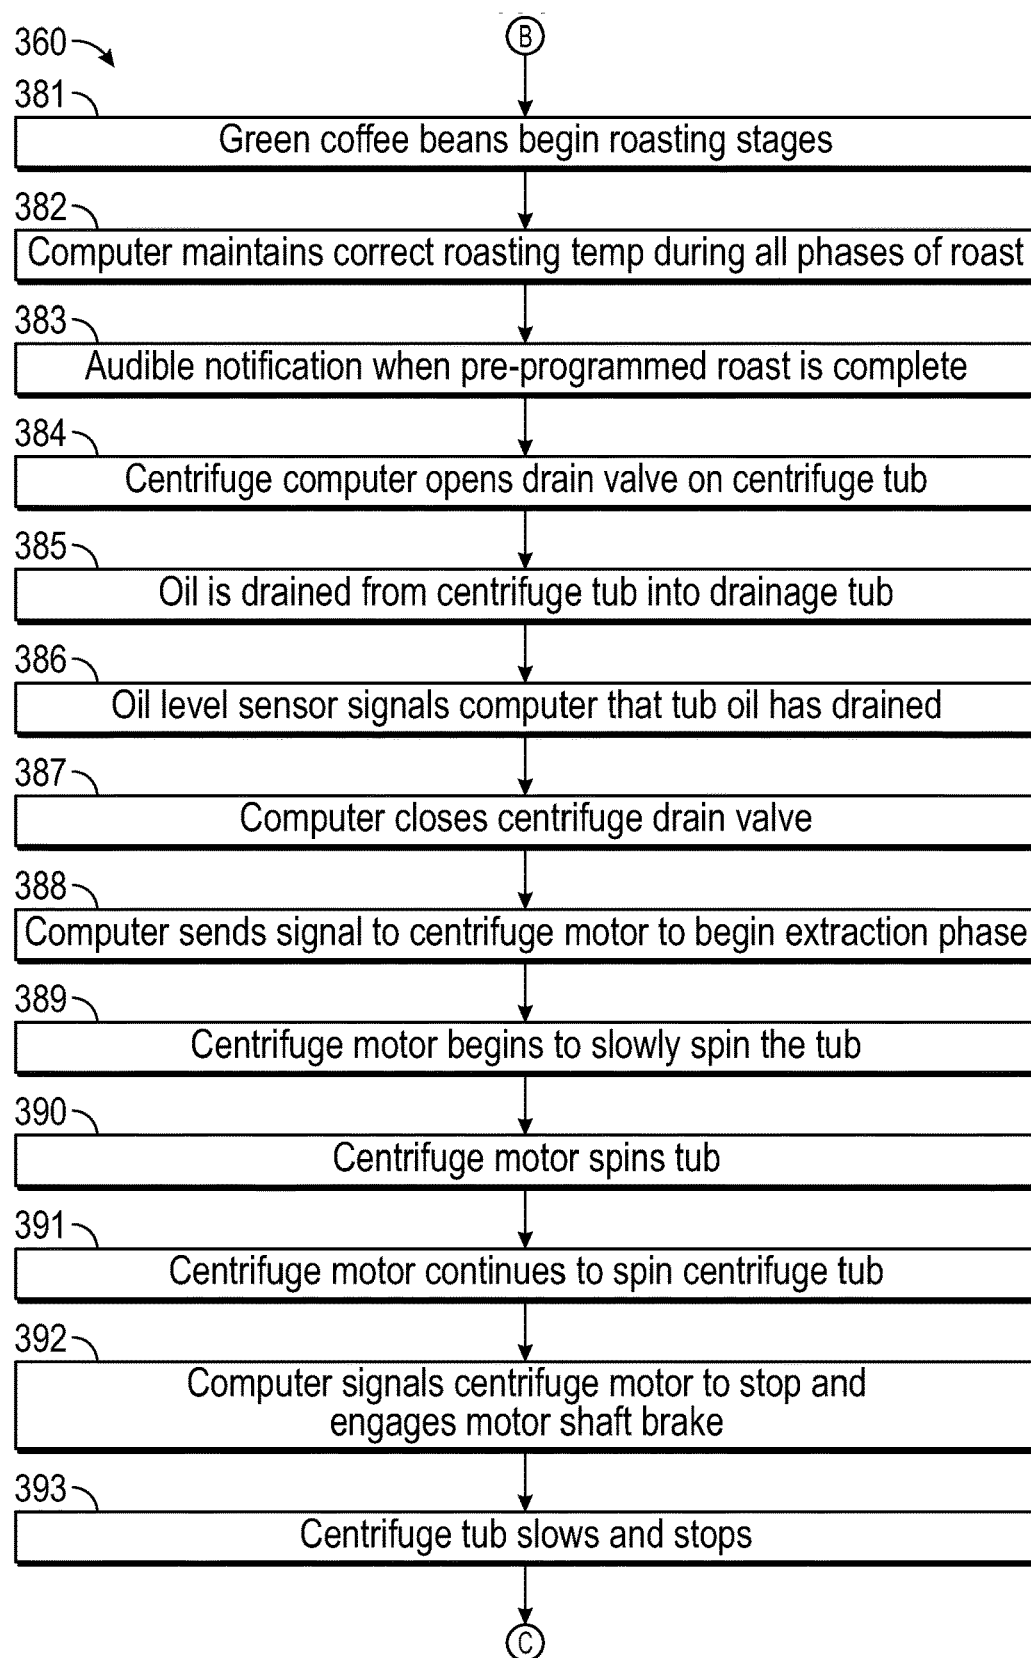 360
B
381
Green coffee beans begin roasting stages
382
Computer maintains correct roasting temp during all phases of roast
383
Audible notification when pre-programmed roast is complete
384
Centrifuge computer opens drain valve on centrifuge tub
385
Oil is drained from centrifuge tub into drainage tub
386
Oil level sensor signals computer that tub oil has drained
387
Computer closes centrifuge drain valve
388
Computer sends signal to centrifuge motor to begin extraction phase
389
Centrifuge motor begins to slowly spin the tub
390
Centrifuge motor spins tub
391
Centrifuge motor continues to spin centrifuge tub
392
Computer signals centrifuge motor to stop and
engages motor shaft brake
393
Centrifuge tub slows and stops
C